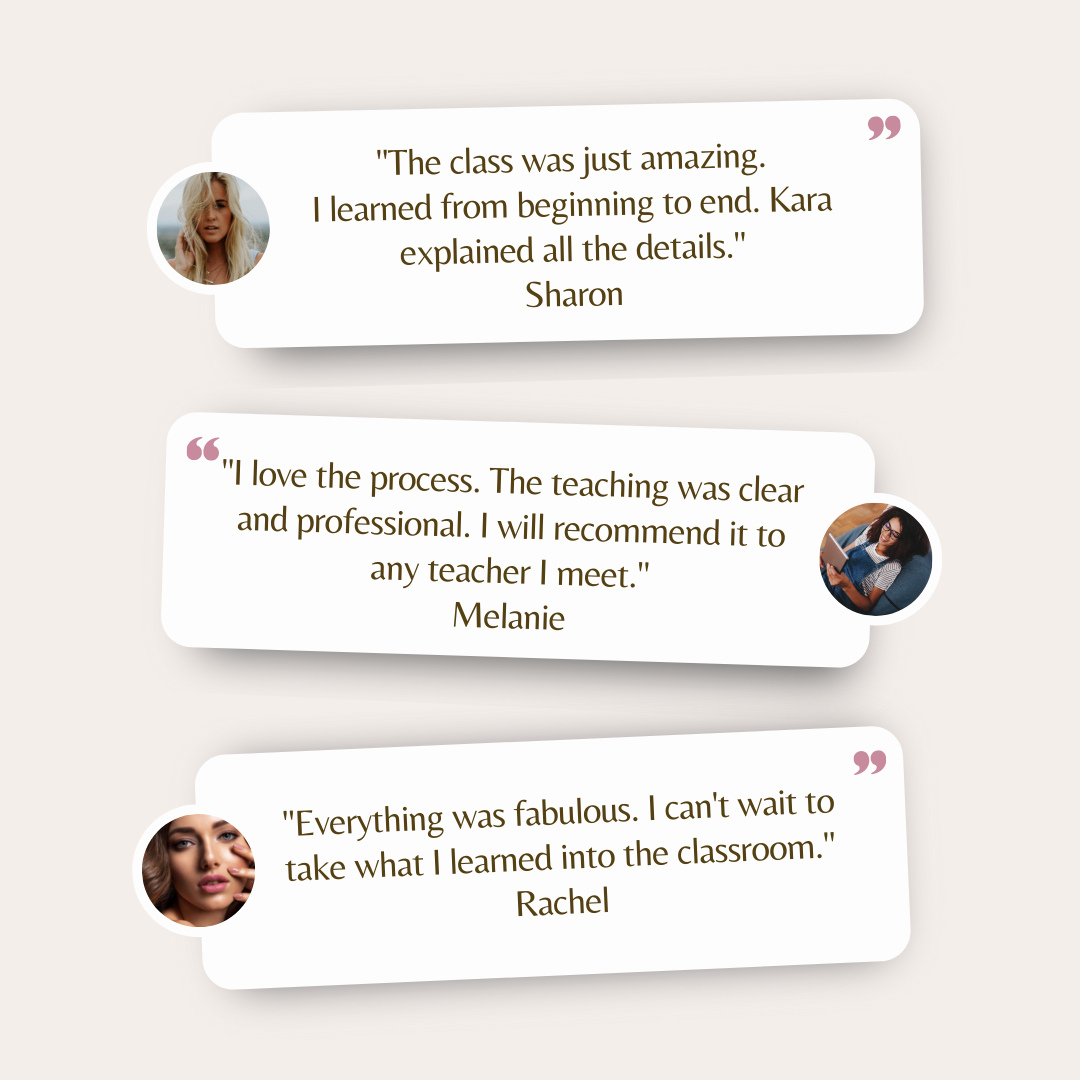 "The class was just amazing.
I learned from beginning to end. Kara
explained all the details."
Sharon
"I love the process. The teaching was clear
and professional. I will recommend it to
any teacher I meet."
Melanie
"Everything was fabulous. I can't wait to
take what I learned into the classroom."
Rachel